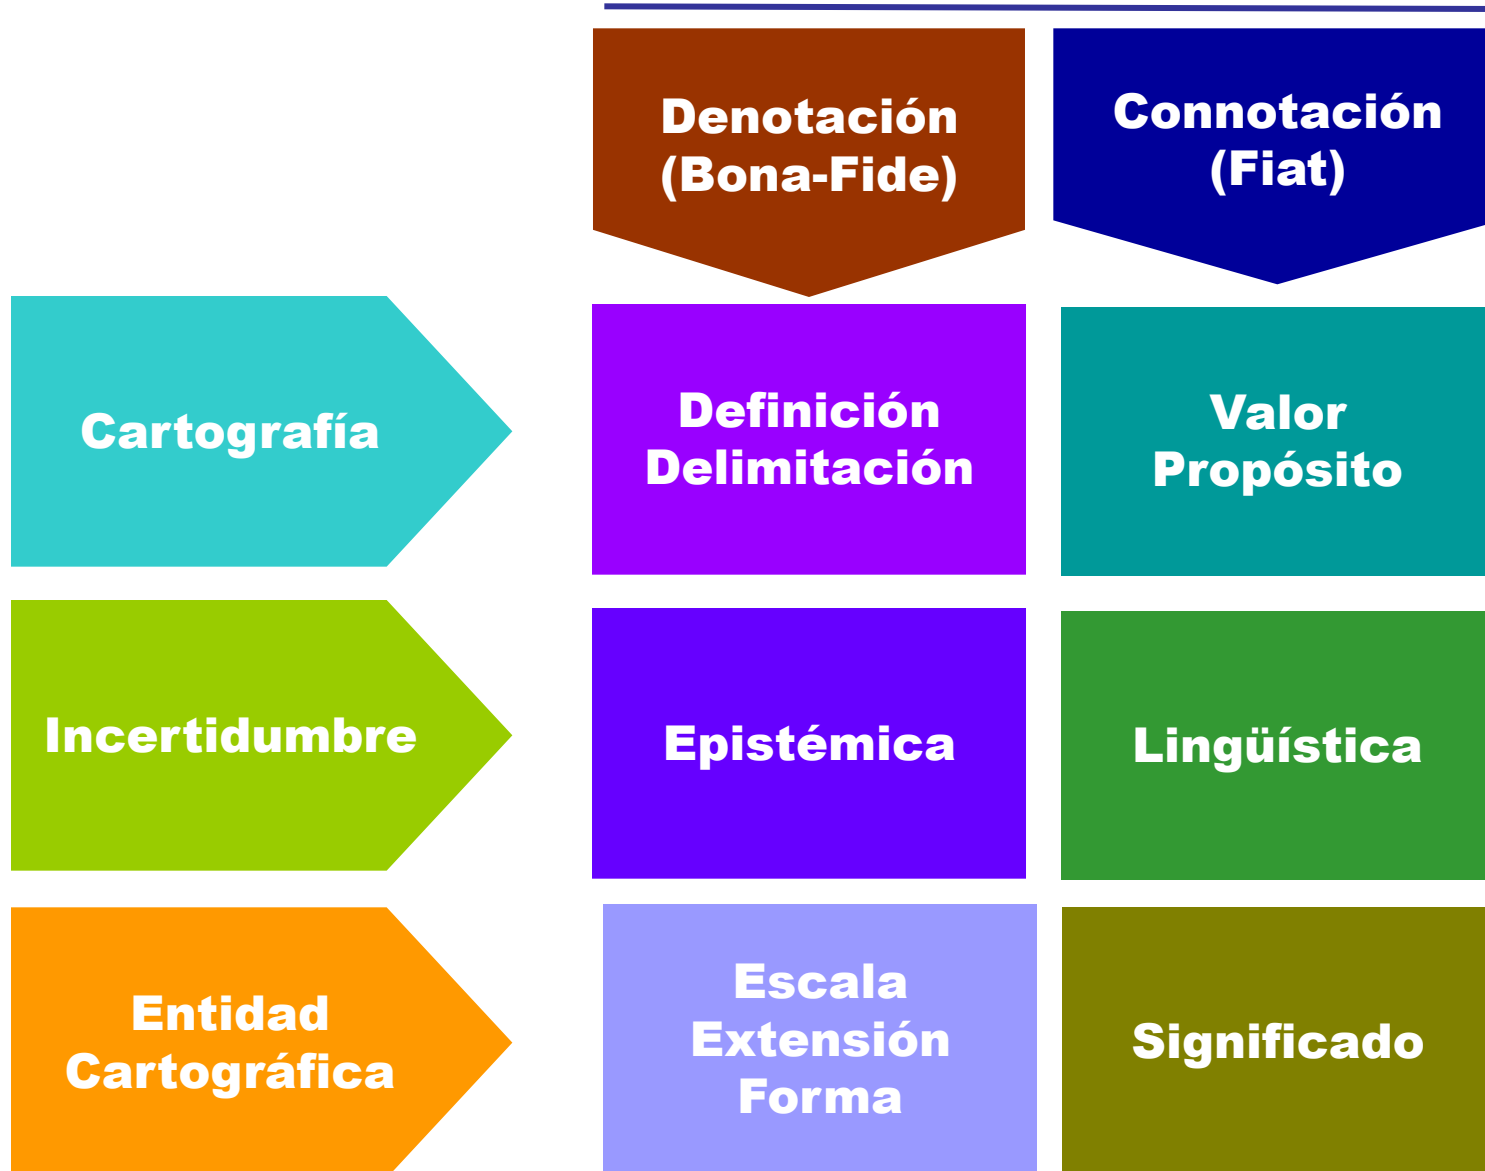 Denotación
(Bona-Fide)
Connotación
(Fiat)
Cartografía
Definición
Delimitación
Valor
Propósito
Incertidumbre
Epistémica
Lingüística
Entidad
Cartográfica
Escala
Extensión
Forma
Significado